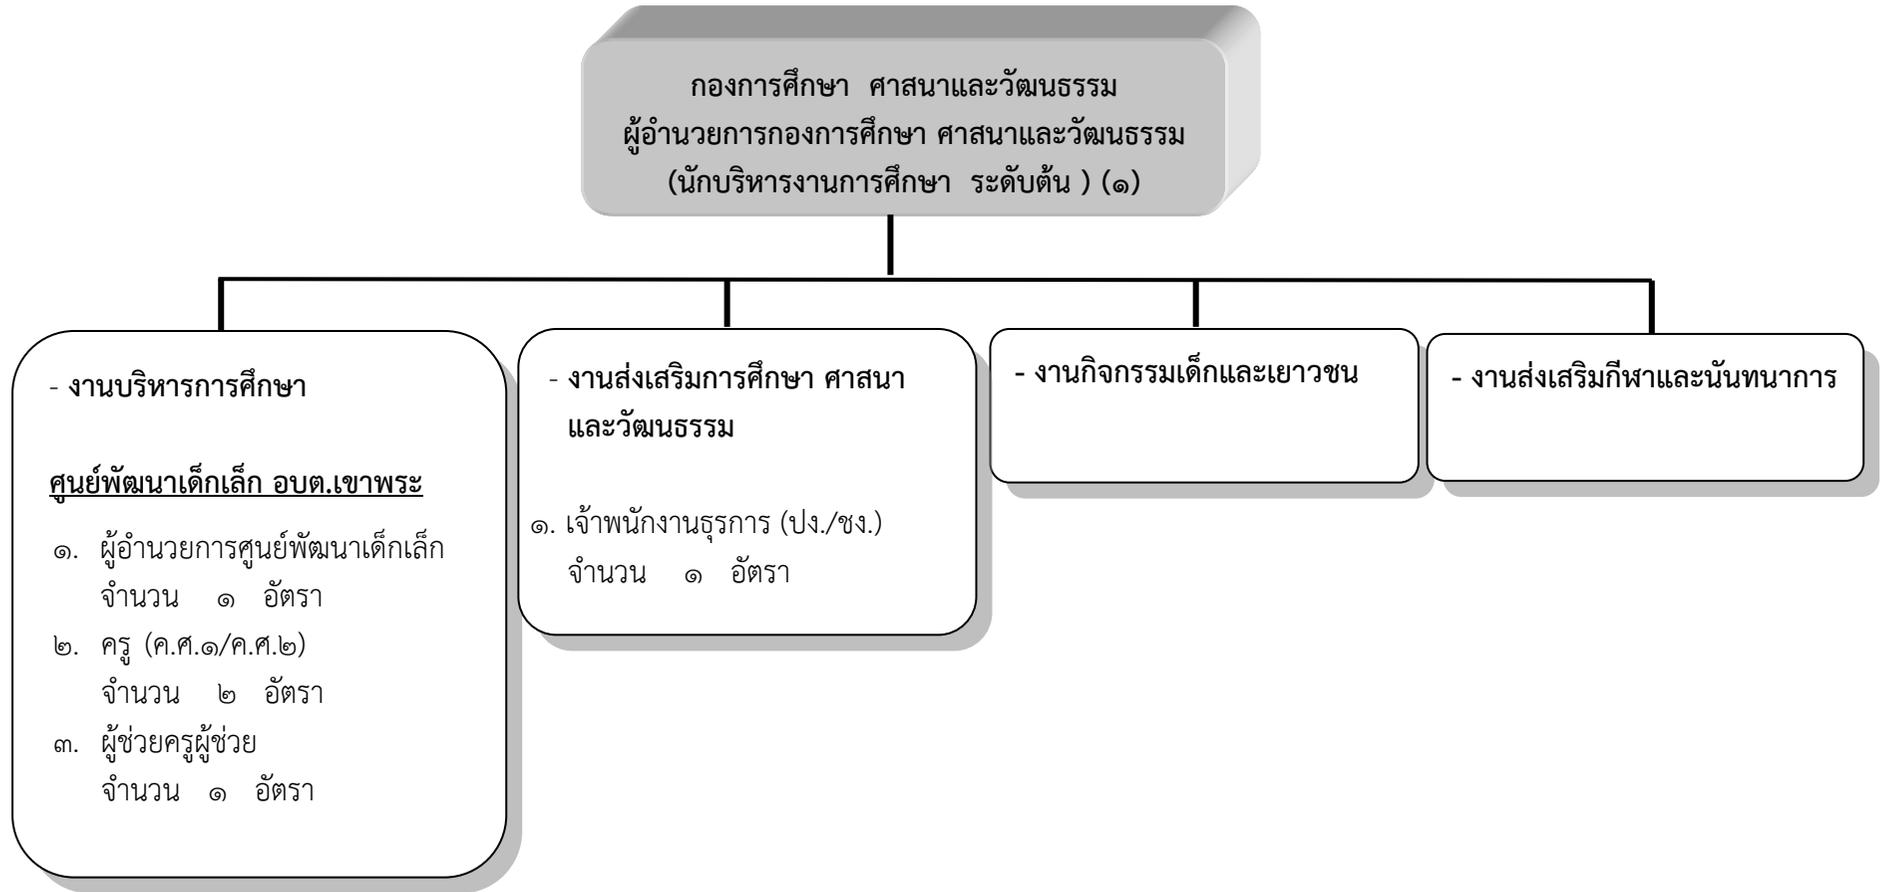 กองการศึกษา ศาสนาและวัฒนธรรม
ผู้อำนวยการกองการศึกษา ศาสนาและวัฒนธรรม
(นักบริหารงานการศึกษา ระดับต้น ) (๑)
- งานบริหารการศึกษา
ศูนย์พัฒนาเด็กเล็ก อบต.เขาพระ
๑. ผู้อำนวยการศูนย์พัฒนาเด็กเล็ก
จำนวน ๑ อัตรา
๒. ครู (ค.ศ.๑/ค.ศ.๒)
จำนวน ๒ อัตรา
๓. ผู้ช่วยครูผู้ช่วย
จำนวน ๑ อัตรา
- งานส่งเสริมการศึกษา ศาสนา
และวัฒนธรรม
๑. เจ้าพนักงานธุรการ (ปง./ชง.)
จำนวน ๑ อัตรา
- งานกิจกรรมเด็กและเยาวชน
- งานส่งเสริมกีฬาและนันทนาการ